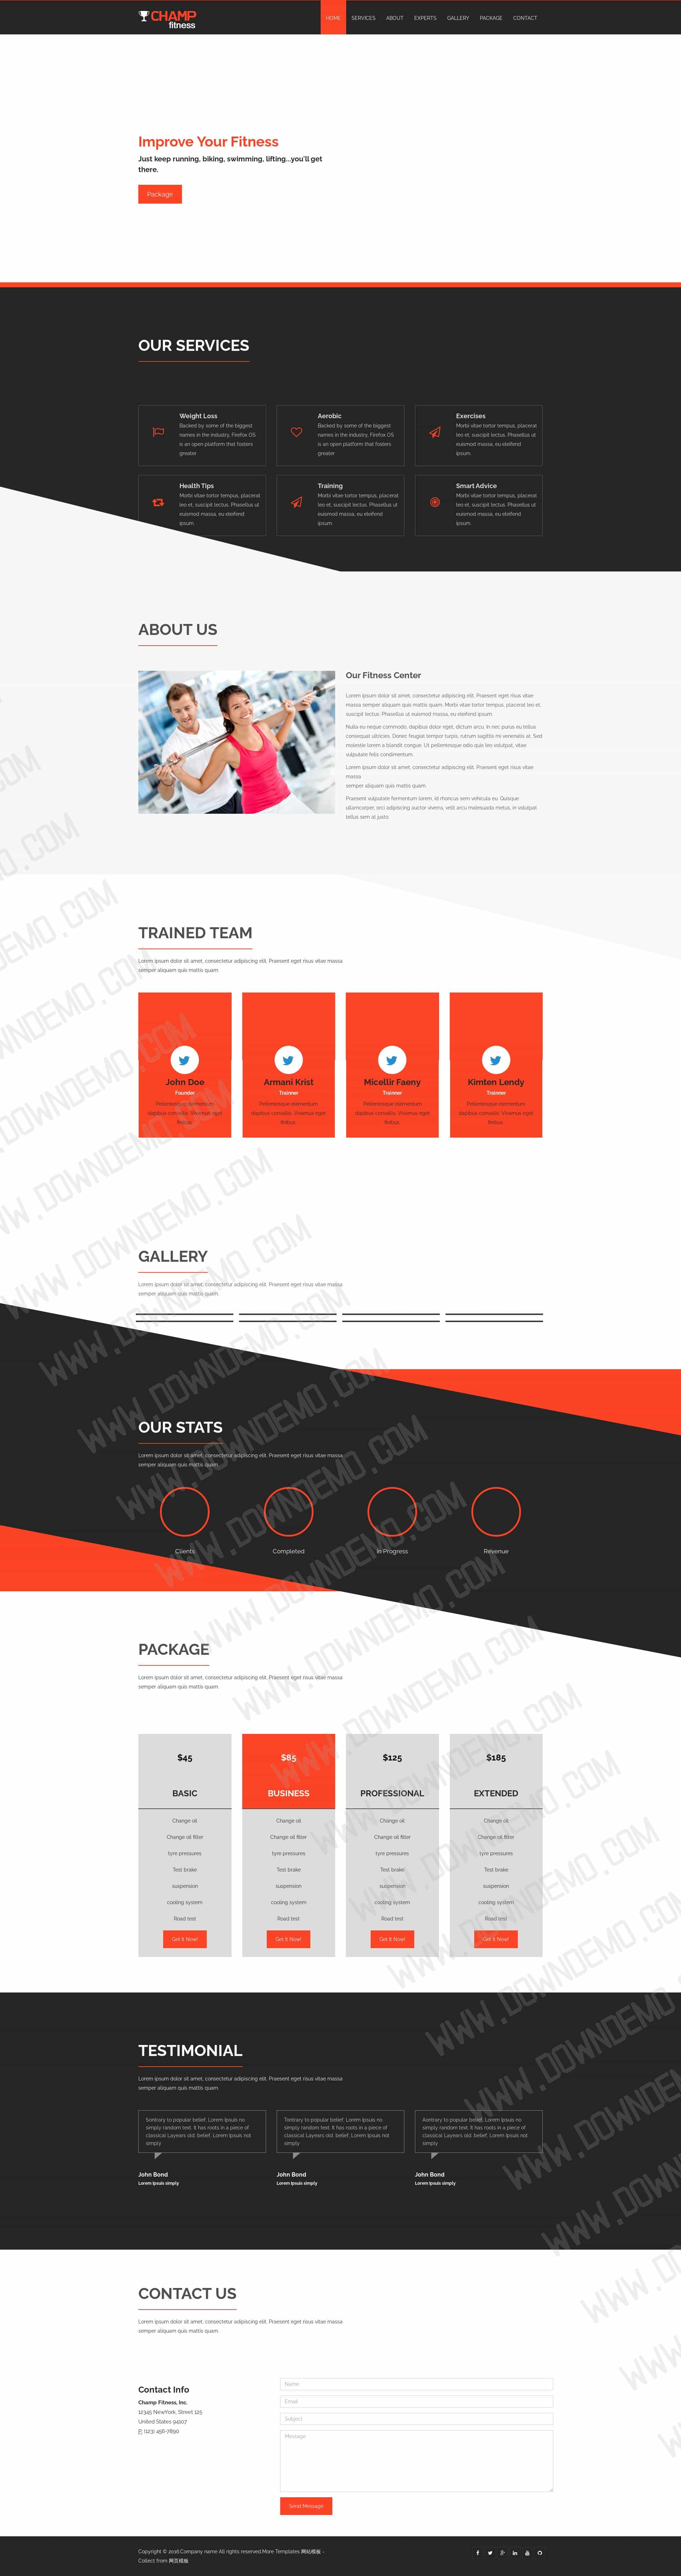 CHAMP
fitness
HOME SERVICES ABOUT EXPERTS GALLERY PACKAGE CONTACT
Improve Your Fitness
Just keep running, biking, swimming, lifting...you'll get
there.
Package
OUR SERVICES
Weight Loss
Backed by some of the biggest
names in the industry, Firefox OS
is an open platform that fosters
greater
Aerobic
Backed by some of the biggest
names in the industry, Firefox OS
is an open platform that fosters
greater
Exercises
Morbi vitae tortor tempus, placerat
leo et, suscipit lectus. Phasellus ut
euismod massa, eu eleifend
ipsum.
Health Tips
Morbi vitae tortor tempus, placerat
leo et, suscipit lectus. Phasellus ut
euismod massa, eu eleifend
ipsum.
Training
Morbi vitae tortor tempus, placerat
leo et, suscipit lectus. Phasellus ut
euismod massa, eu eleifend
ipsum.
Smart Advice
Morbi vitae tortor tempus, placerat
leo et, suscipit lectus. Phasellus ut
euismod massa, eu eleifend
ipsum.
ABOUT US
Our Fitness Center
Lorem ipsum dolor sit amet, consectetur adipiscing elit. Praesent eget risus vitae
massa semper aliquam quis mattis quam. Morbi vitae tortor tempus, placerat leo et,
suscipit lectus. Phasellus ut euismod massa, eu eleifend ipsum.
Nulla eu neque commodo, dapibus dolor eget, dictum arcu. In nec purus eu tellus
consequat ultricies. Donec feugiat tempor turpis, rutrum sagittis mi venenatis at. Sed
molestie lorem a blandit congue. Ut pellentesque odio quis leo volutpat, vitae
vulputate felis condimentum.
Lorem ipsum dolor sit amet, consectetur adipiscing elit. Praesent eget risus vitae
massa
semper aliquam quis mattis quam.
Praesent vulputate fermentum lorem, id rhoncus sem vehicula eu. Quisque
ullamcorper, orci adipiscing auctor viverra, velit arcu malesuada metus, in volutpat
tellus sem at justo.
TRAINED TEAM
Lorem ipsum dolor sit amet, consectetur adipiscing elit. Praesent eget risus vitae massa
semper aliquam quis mattis quam.
John Doe
Founder
Pellentesque elementum
dapibus convallis. Vivamus eget
finibus.
Armani Krist
Trainner
Pellentesque elementum
dapibus convallis. Vivamus eget
finibus.
Micellir Faeny
Trainner
Pellentesque elementum
dapibus convallis. Vivamus eget
finibus.
Kimten Lendy
Trainner
Pellentesque elementum
dapibus convallis. Vivamus eget
finibus.
GALLERY
Lorem ipsum dolor sit amet, consectetur adipiscing elit. Praesent eget risus vitae massa
semper aliquam quis mattis quam.
OUR STATS
Lorem ipsum dolor sit amet, consectetur adipiscing elit. Praesent eget risus vitae massa
semper aliquam quis mattis quam.
Clients Completed In Progress Revenue
PACKAGE
Lorem ipsum dolor sit amet, consectetur adipiscing elit. Praesent eget risus vitae massa
semper aliquam quis mattis quam .
$45
BASIC
Change oil
Change oil filter
tyre pressures
Test brake
suspension
cooling system
Road test
Get It Now!
$85
BUSINESS
Change oil
Change oil filter
tyre pressures
Test brake
suspension
cooling system
Road test
Get It Now!
$125
PROFESSIONAL
Change oil
Change oil filter
tyre pressures
Test brake
suspension
cooling system
Road test
Get It Now!
$185
EXTENDED
Change oil
Change oil filter
tyre pressures
Test brake
suspension
cooling system
Road test
Get It Now!
TESTIMONIAL
Lorem ipsum dolor sit amet, consectetur adipiscing elit. Praesent eget risus vitae massa
semper aliquam quis mattis quam
Sontrary to popular belief, Lorem Ipsuis no
simply random text. It has roots in a piece of
classical Layears old. belief, Lorem Ipsuis not
simply
John Bond
Lorem Ipsuis simply
Tontrary to popular belief, Lorem Ipsuis no
simply random text. It has roots in a piece of
classical Layears old. belief, Lorem Ipsuis not
simply
John Bond
Lorem Ipsuis simply
Aontrary to popular belief, Lorem Ipsuis no
simply random text. It has roots in a piece of
classical Layears old. belief, Lorem Ipsuis not
simply
John Bond
Lorem Ipsuis simply
CONTACT US
Lorem ipsum dolor sit amet, consectetur adipiscing elit. Praesent eget risus vitae massa
semper aliquam quis mattis quam.
Contact Info
Champ Fitness, Inc.
12345 NewYork, Street 125
United States 94107
P: (123) 456-7890
Name
Email
Subject
Message
Send Message
Copyright © 2016.Company name All rights reserved.More Templates 网站模板 -
Collect from 网页模板
WWW.DOWNDEMO.COM